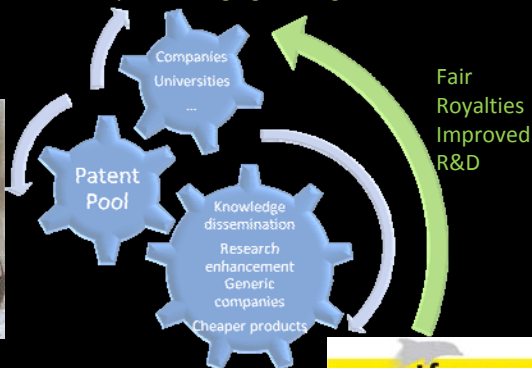 Companies
Universities
...
Fair
Royalties
Improved
R&D
Patent
Pool
Knowledge
dissemination
Research
enhancement
Generic
companies
Cheaper products